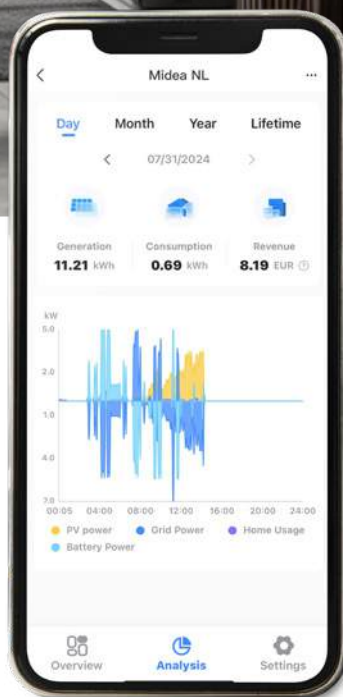 Midea NL
Day Month Year Lifetime
07/31/2024
Generation Consumption Revenue
11.21 kWh 0.69 kWh 8.19 EUR
kW
5.0
2.0
1.0
4.0
7.0
00:05 04:00 08:00 12:00 16:00 20:00 24:00
PV power Grid Power Home Usage
Battery Power
Overview Analysis Settings